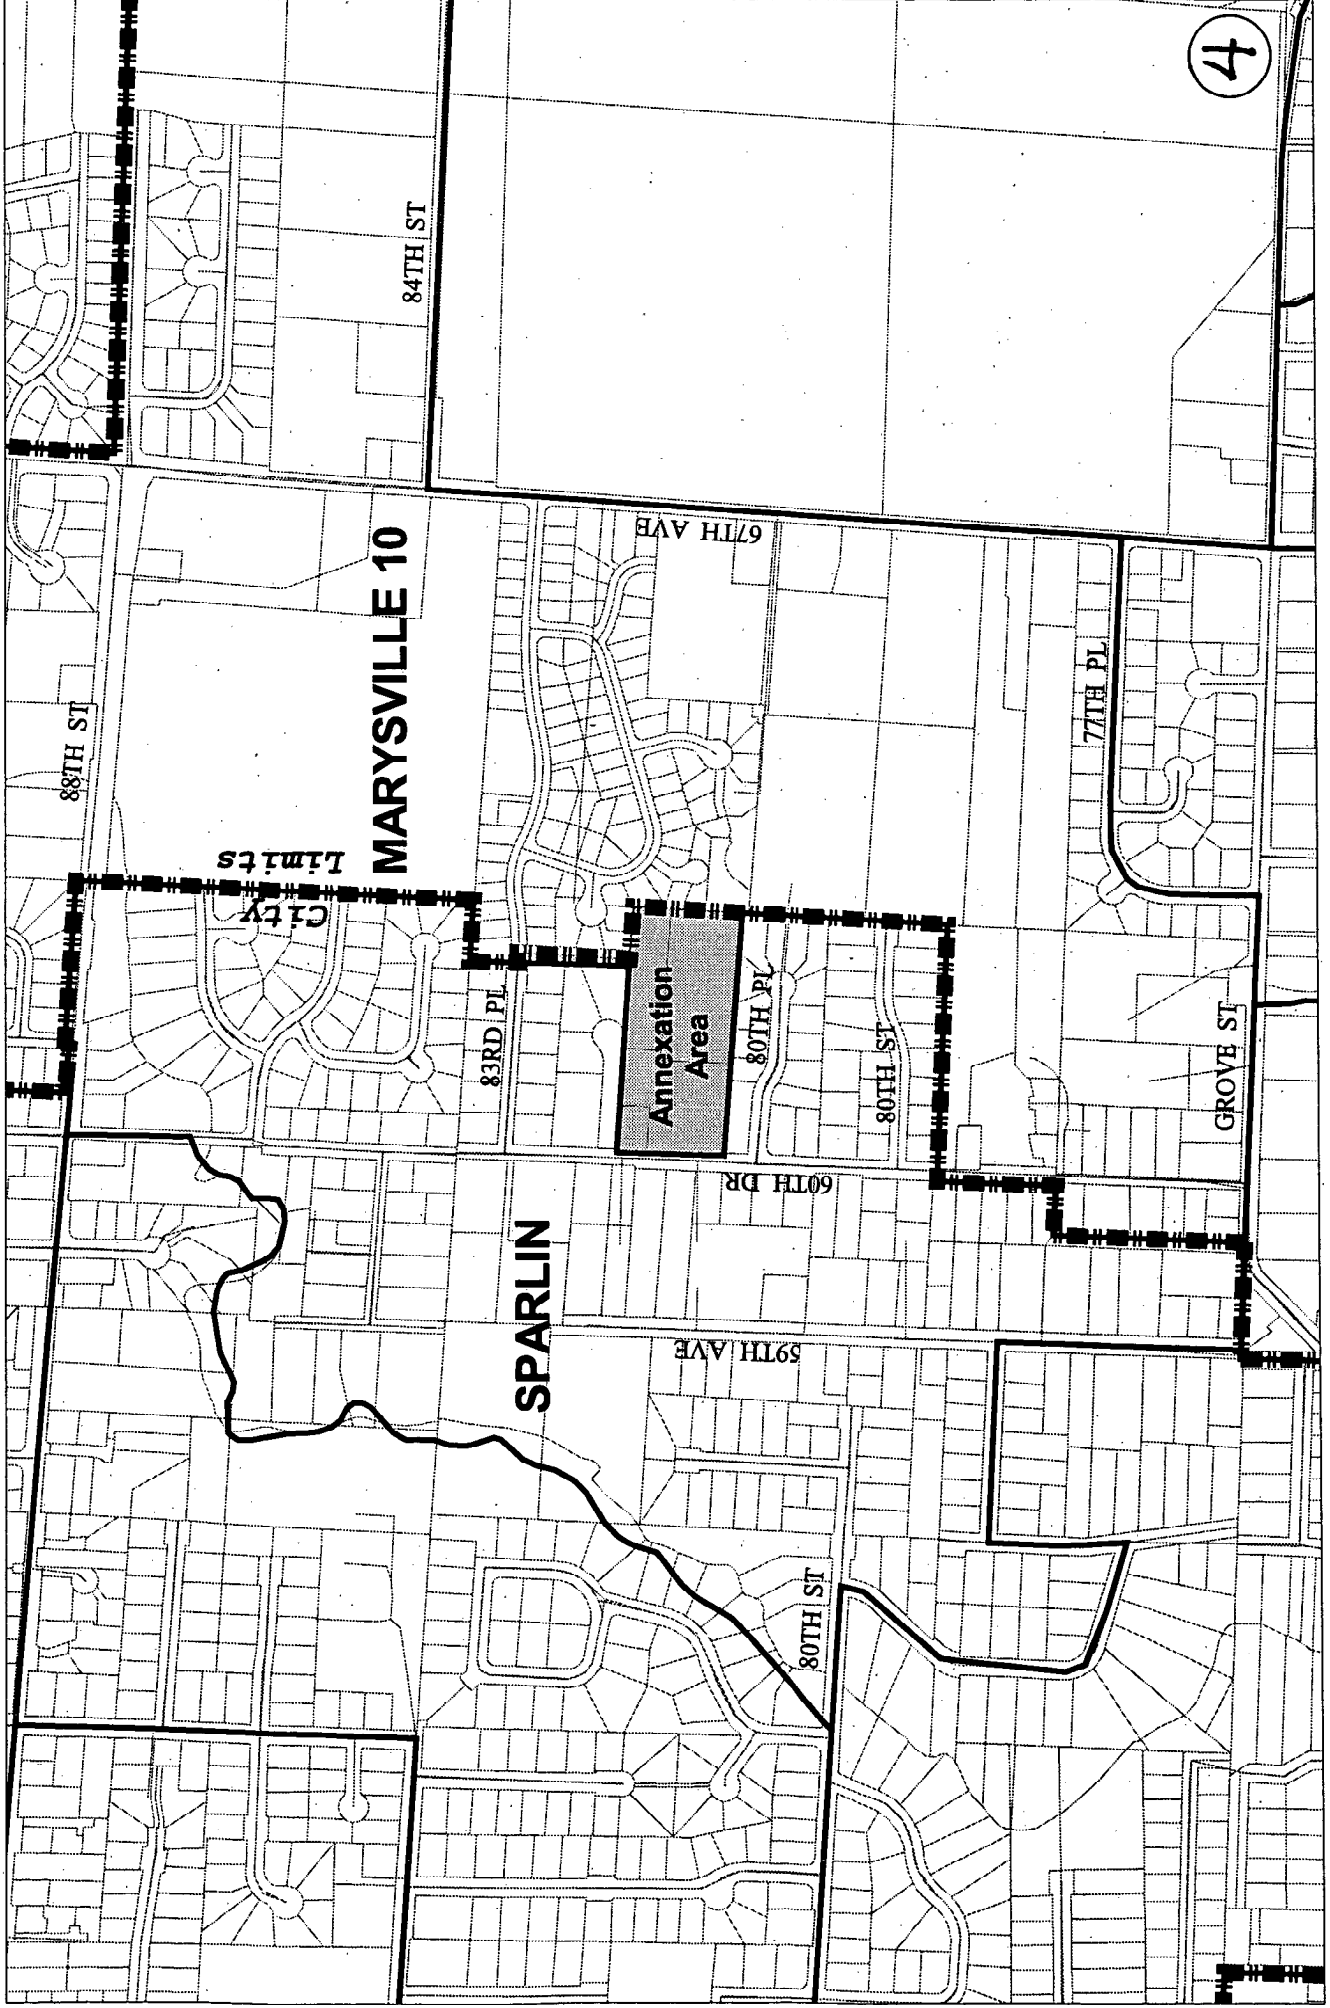 4
84TH ST
88TH ST
MARYSVILLE 10
67TH AVE
77TH PL
City
Limits
83RD PL
Annexation
Area
80TH PL
80TH ST
GROVE ST
60TH DR
SPARLIN
59TH AVE
80TH ST